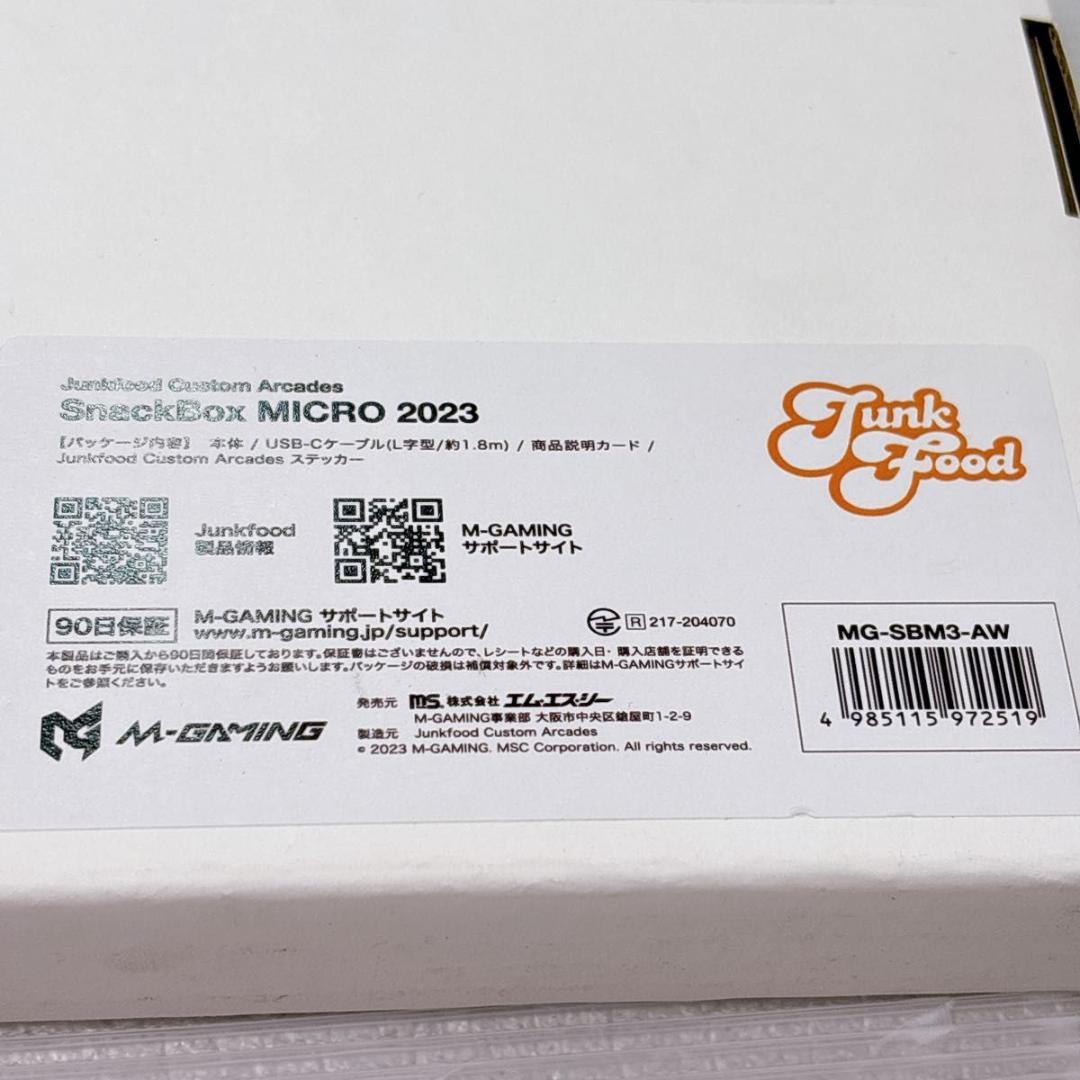 Junkfood Custom Arcades
SnackBox MICRO 2023
【パッケージ内容】 本体 / USB-Cケーブル(L字型/約1.8m) / 商品説明カード /
Junkfood Custom Arcades ステッカー
Junk
Food
Junkfood
製品情報
M-GAMING
サポートサイト
90日保証
M-GAMING サポートサイト
www.m-gaming.jp/support/
R 217-204070
本製品はご購入から90日間保証しております。保証書はございませんので、レシートなどの購入日・購入店舗を証明できる
ものをお手元に保存いただきますようお願いします。パッケージの破損は補償対象外です。詳細はM-GAMINGサポートサイ
トをご参照ください。
M-GAMING
発売元 ms. 株式会社 エム・エス・シー
M-GAMING事業部 大阪市中央区鎗屋町1-2-9
製造元 Junkfood Custom Arcades
© 2023 M-GAMING. MSC Corporation. All rights reserved.
MG-SBM3-AW
4 985115 972519